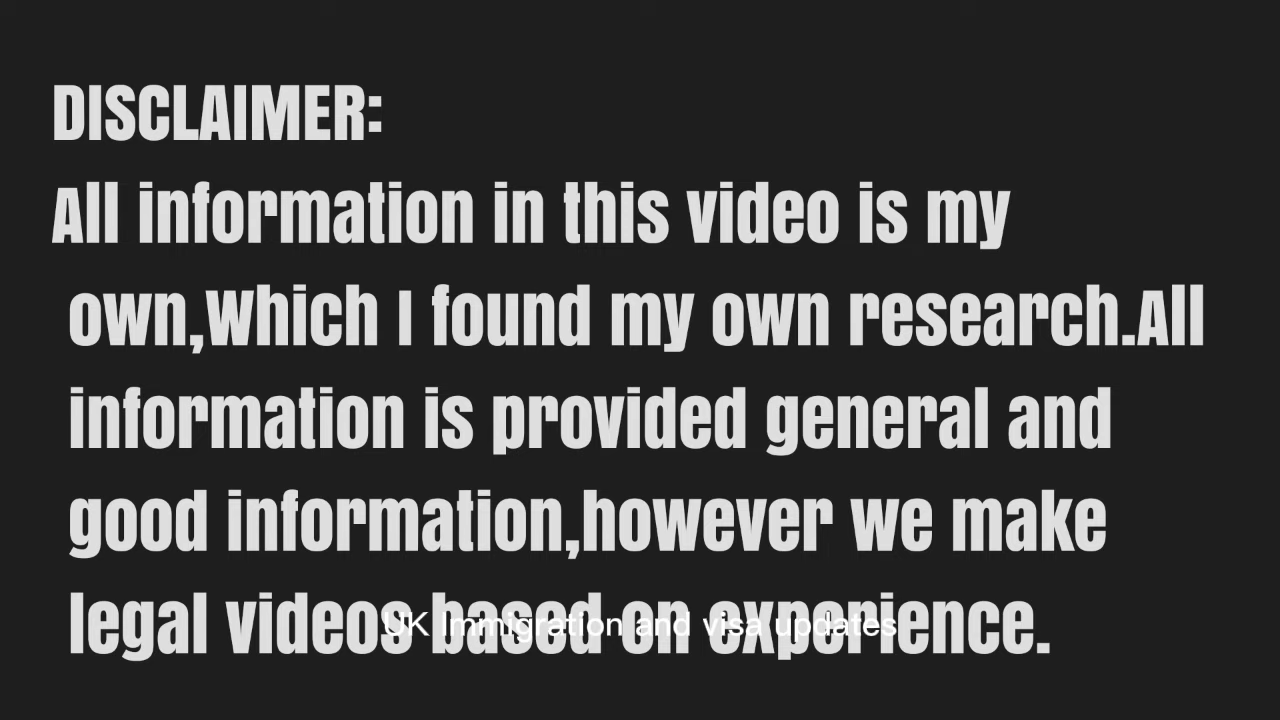 DISCLAIMER:
All information in this video is my
own,Which I found my own research.All
information is provided general and
good information,however we make
legal videos based on experience.
UK Immigration and visa updates